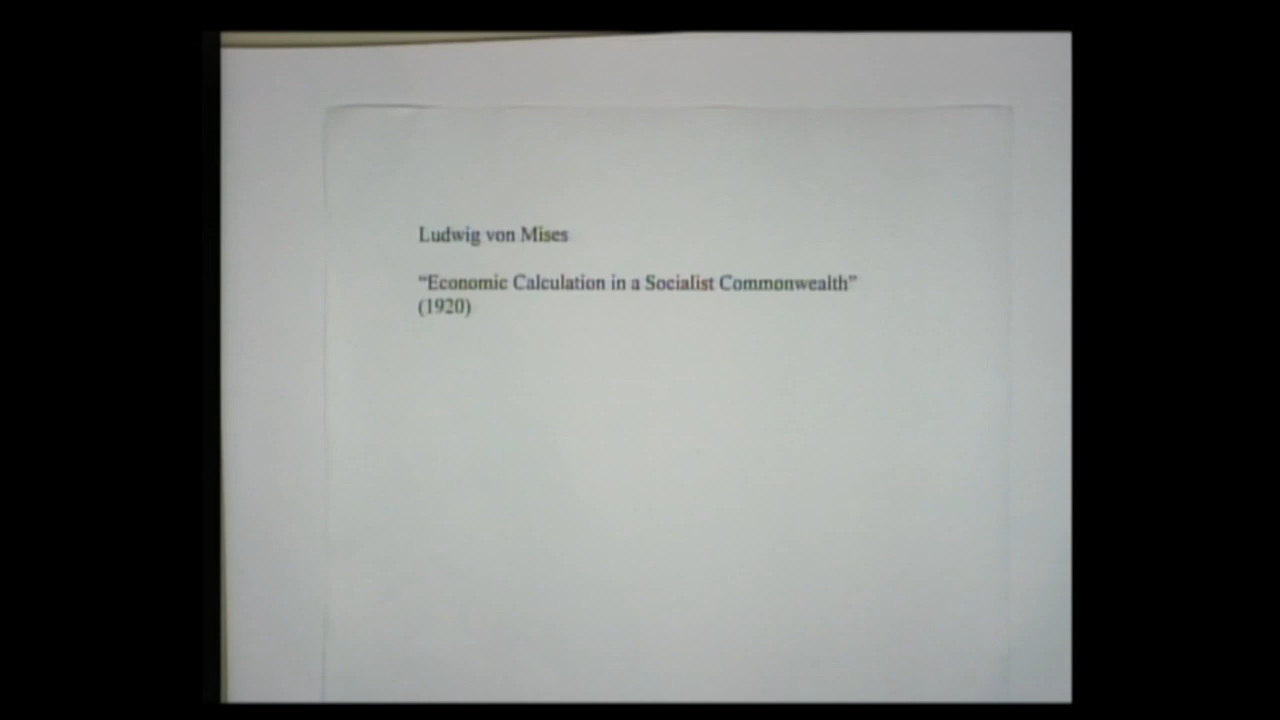 Ludwig von Mises
“Economic Calculation in a Socialist Commonwealth”
(1920)